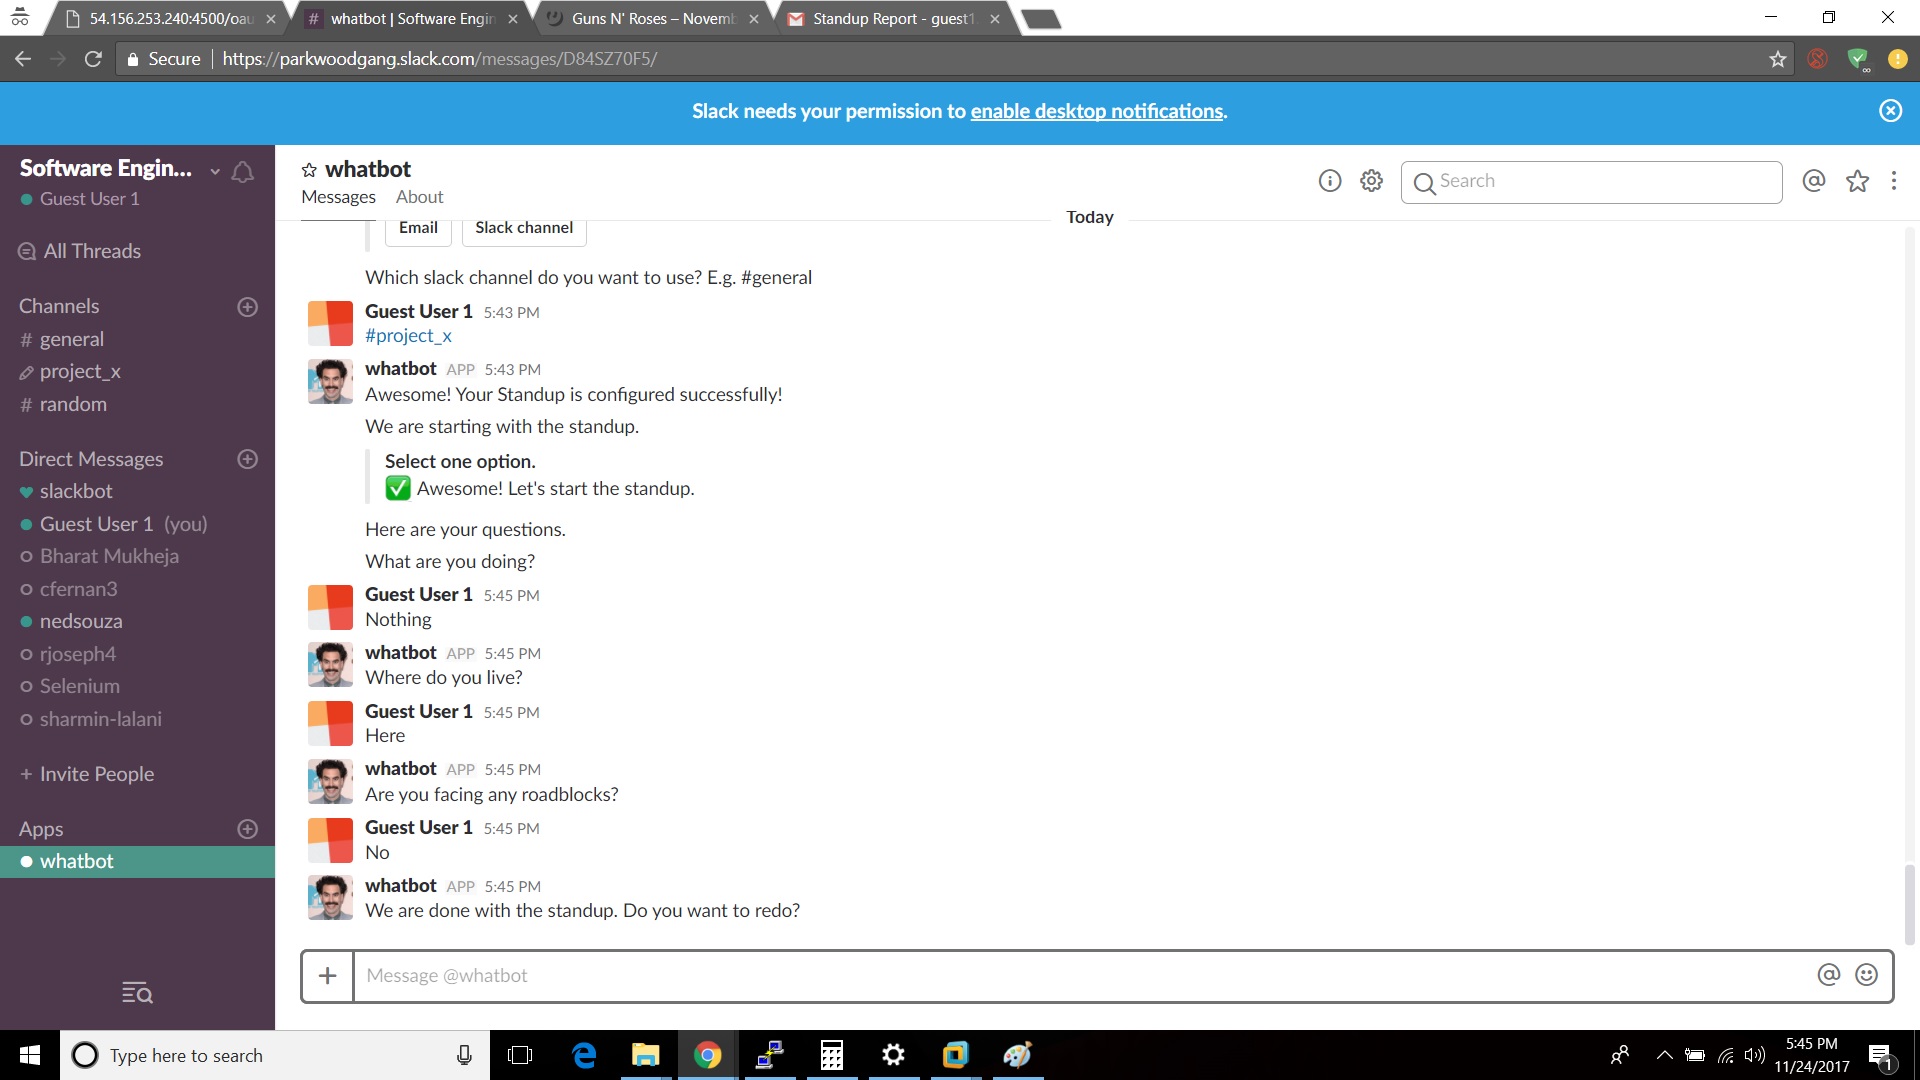 54.156.253.240:4500/oau
whatbot | Software Engin
Guns N' Roses – Novemb
Standup Report - guest1
Secure
https://parkwoodgang.slack.com/messages/D84SZ70F5/
Slack needs your permission to enable desktop notifications.
Software Engin...
Guest User 1
All Threads
Channels
# general
project_x
# random
Direct Messages
slackbot
Guest User 1 (you)
Bharat Mukheja
cfernan3
nedsouza
rjoseph4
Selenium
sharmin-lalani
+ Invite People
Apps
whatbot
whatbot
Messages About
Search
Today
Email Slack channel
Which slack channel do you want to use? E.g. #general
Guest User 1 5:43 PM
#project_x
whatbot APP 5:43 PM
Awesome! Your Standup is configured successfully!
We are starting with the standup.
Select one option.
Awesome! Let's start the standup.
Here are your questions.
What are you doing?
Guest User 1 5:45 PM
Nothing
whatbot APP 5:45 PM
Where do you live?
Guest User 1 5:45 PM
Here
whatbot APP 5:45 PM
Are you facing any roadblocks?
Guest User 1 5:45 PM
No
whatbot APP 5:45 PM
We are done with the standup. Do you want to redo?
Message @whatbot
Type here to search
5:45 PM
11/24/2017
1